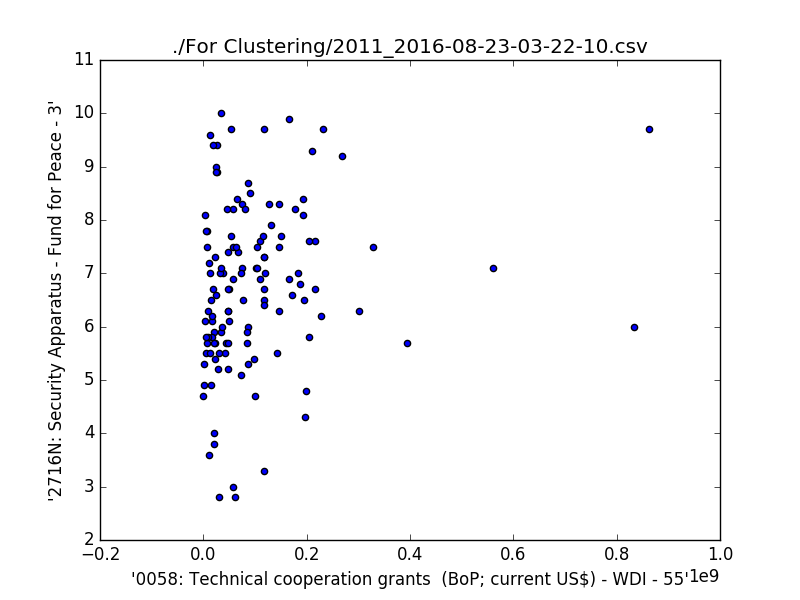 ./For Clustering/2011_2016-08-23-03-22-10.csv
11
10
9
8
7
6
5
4
3
2
'2716N: Security Apparatus - Fund for Peace - 3'
−0.2 0.0 0.2 0.4 0.6 0.8 1.0
'0058: Technical cooperation grants  (BoP; current US$) - WDI - 55'
1e9